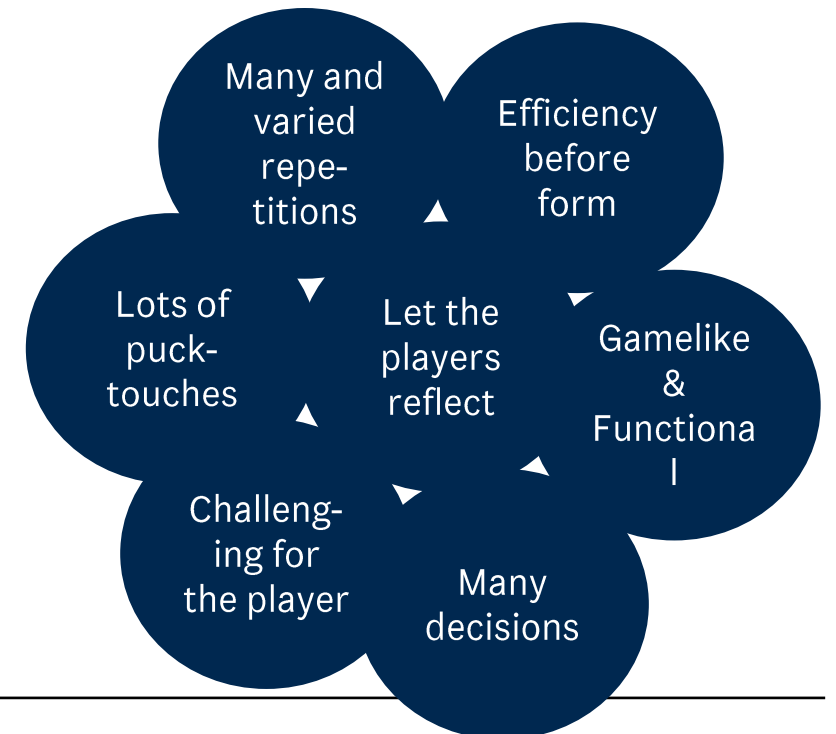 Many and
varied
repe-
titions
Efficiency
before
form
Lots of
puck-
touches
Let the
players
reflect
Gamelike
&
Functiona
l
Challeng-
ing for
the player
Many
decisions